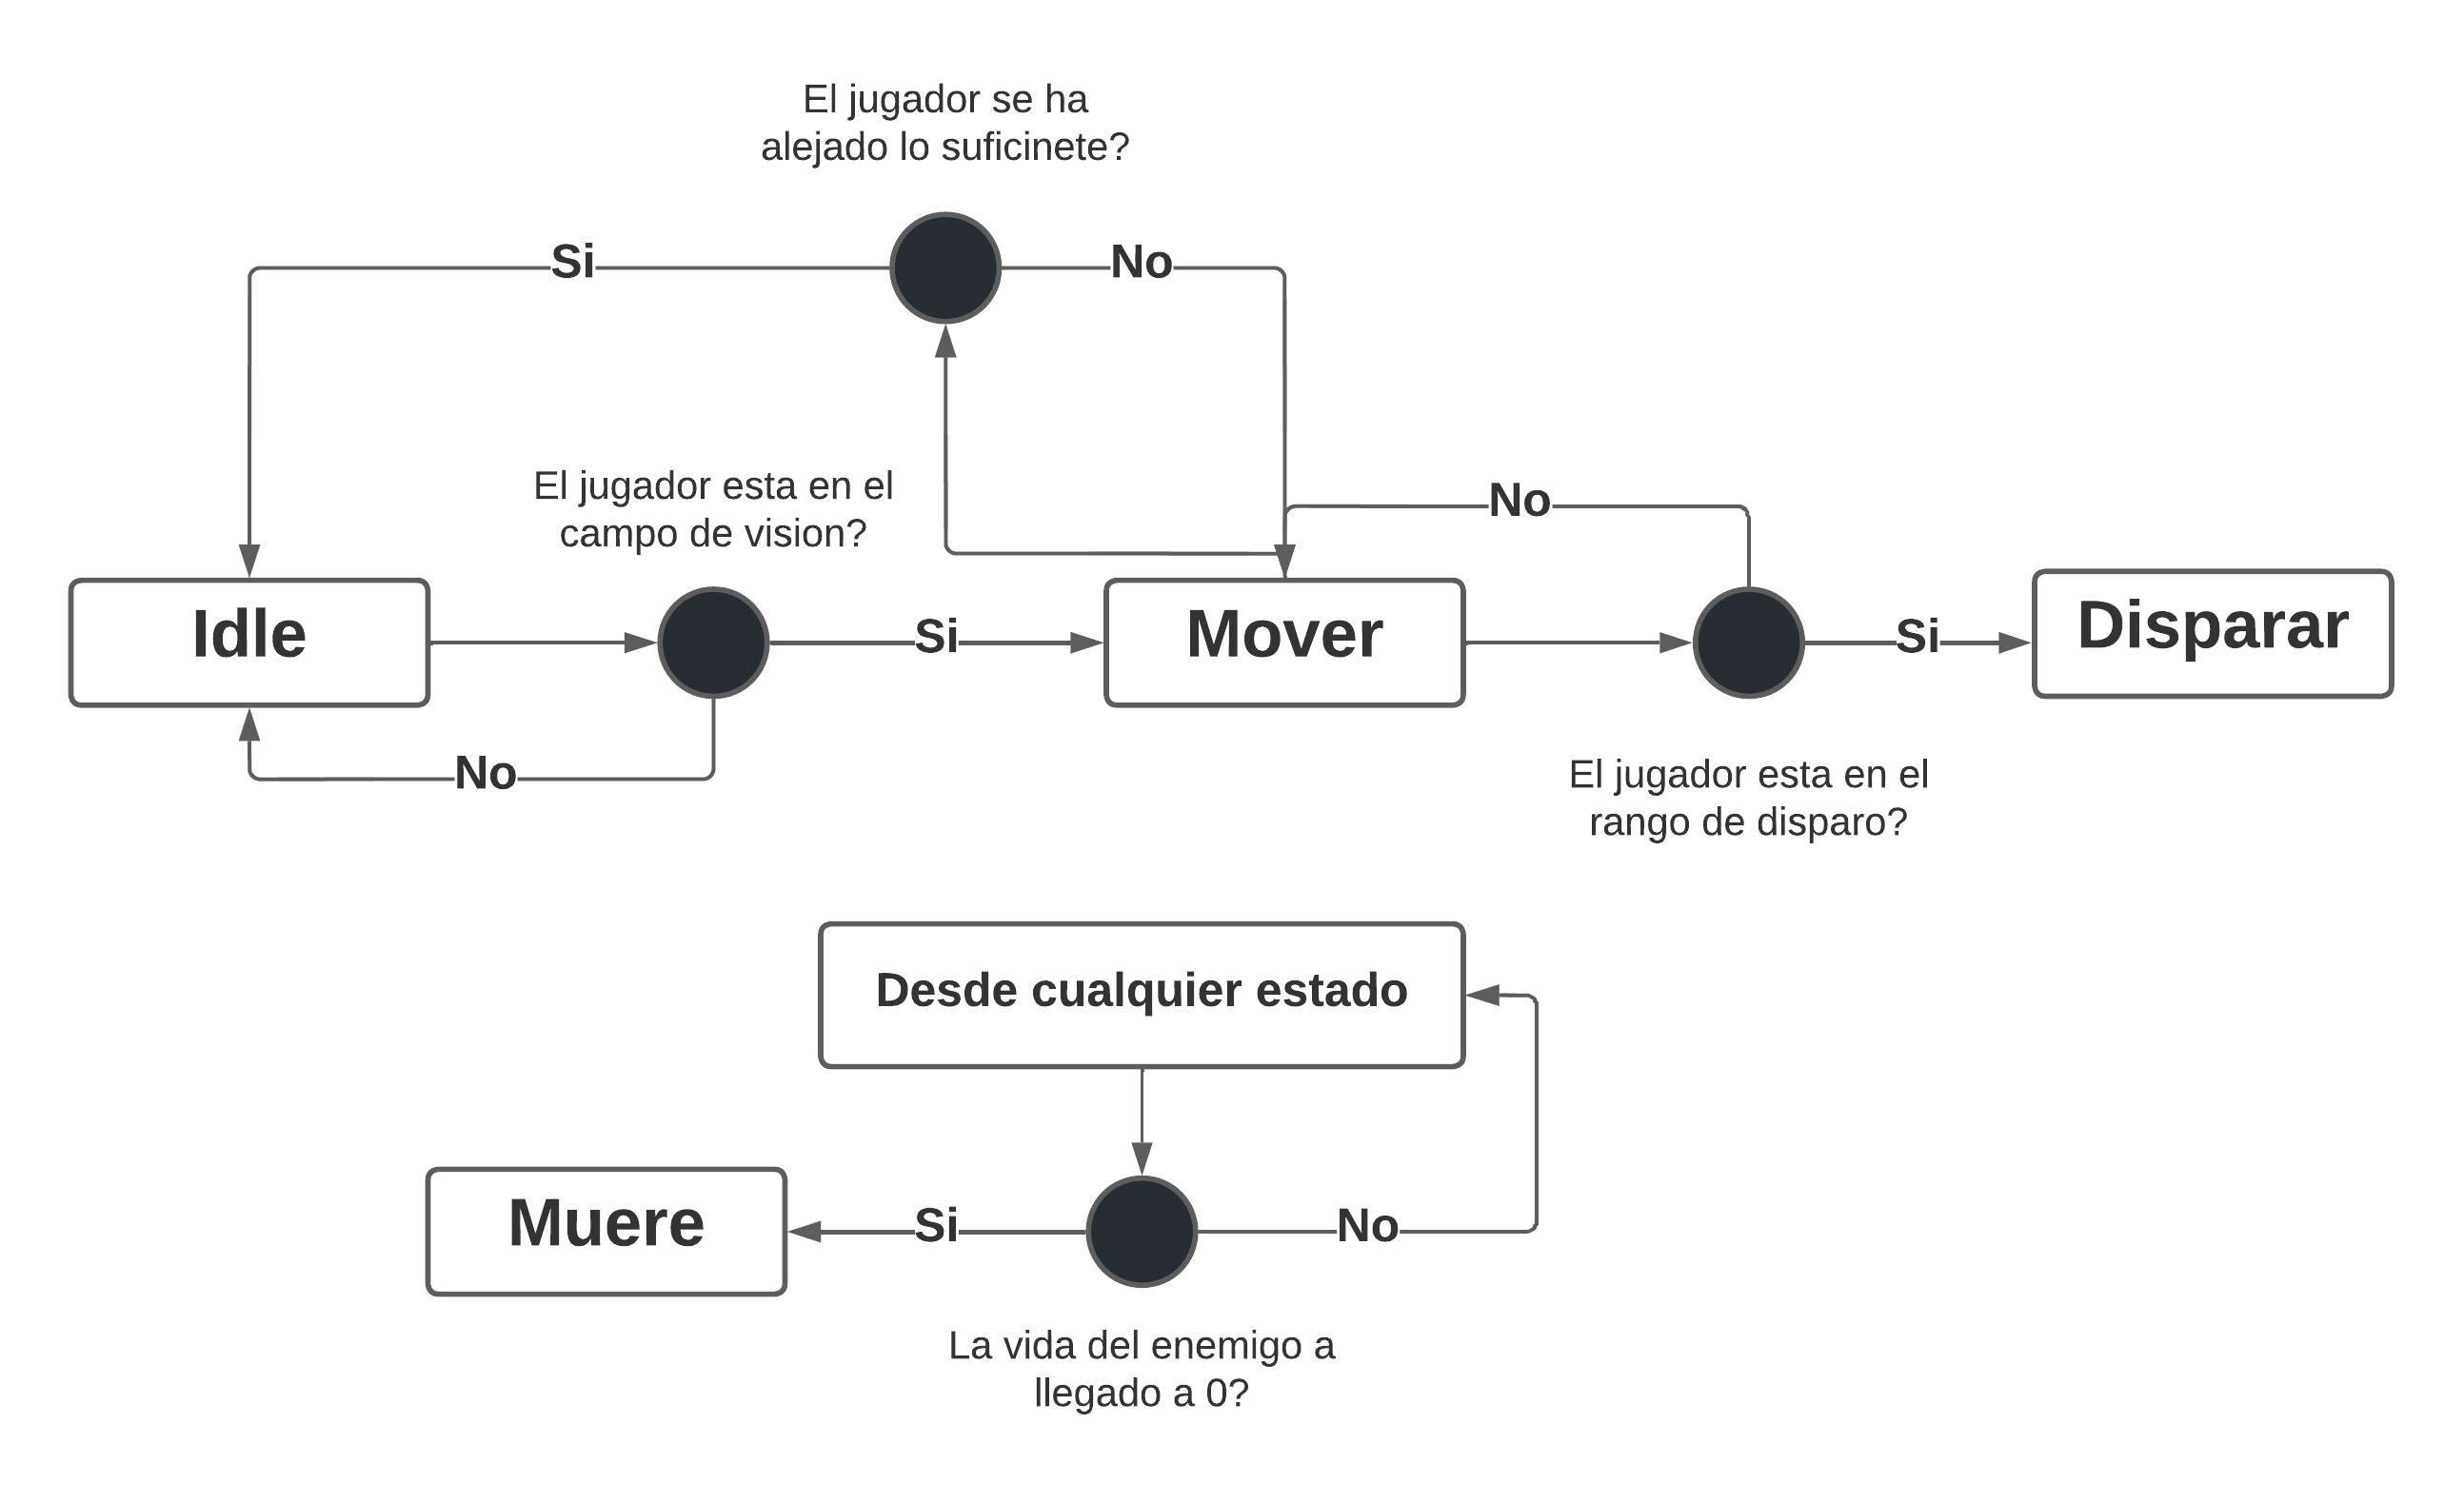 El jugador se ha
alejado lo suficinete?
Si
No
El jugador esta en el
campo de vision?
No
Idle
Si
Mover
Si
Disparar
No
El jugador esta en el
rango de disparo?
Desde cualquier estado
Muere
Si
No
La vida del enemigo a
llegado a 0?